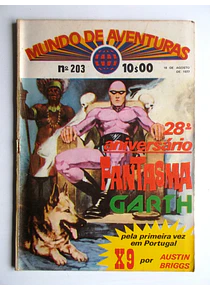 MUNDO DE AVENTURAS
nº 203
10$00
28º
aniversário
FANTASMA
GARTH
pela primeira vez
em Portugal
X9 por AUSTIN
BRIGGS